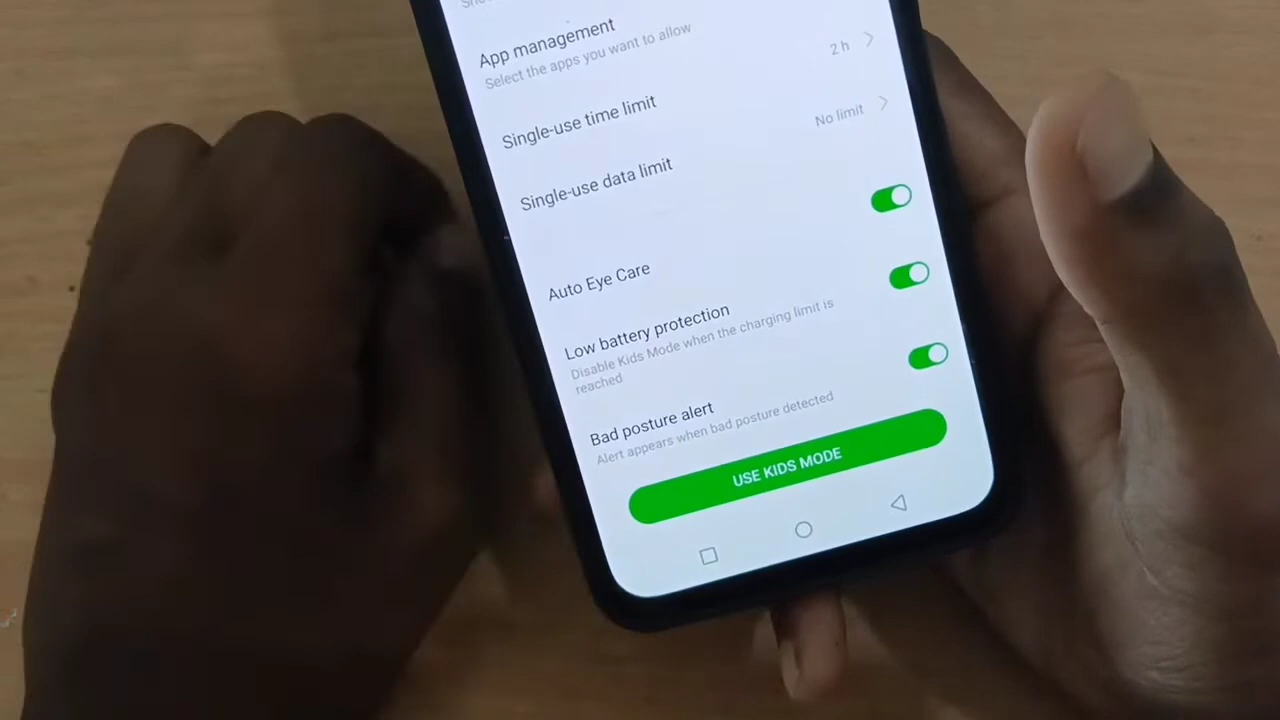 App management
Select the apps you want to allow
Single-use time limit
2 h
Single-use data limit
No limit
Auto Eye Care
Low battery protection
Disable Kids Mode when the charging limit is
reached
Bad posture alert
Alert appears when bad posture detected
USE KIDS MODE